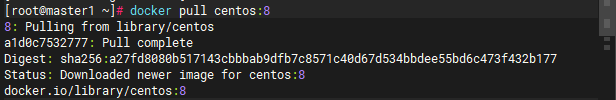 [root@master1 ~]# docker pull centos:8
8: Pulling from library/centos
a1d0c7532777: Pull complete
Digest: sha256:a27fd8080b517143cbbbab9dfb7c8571c40d67d534bbdee55bd6c473f432b177
Status: Downloaded newer image for centos:8
docker.io/library/centos:8